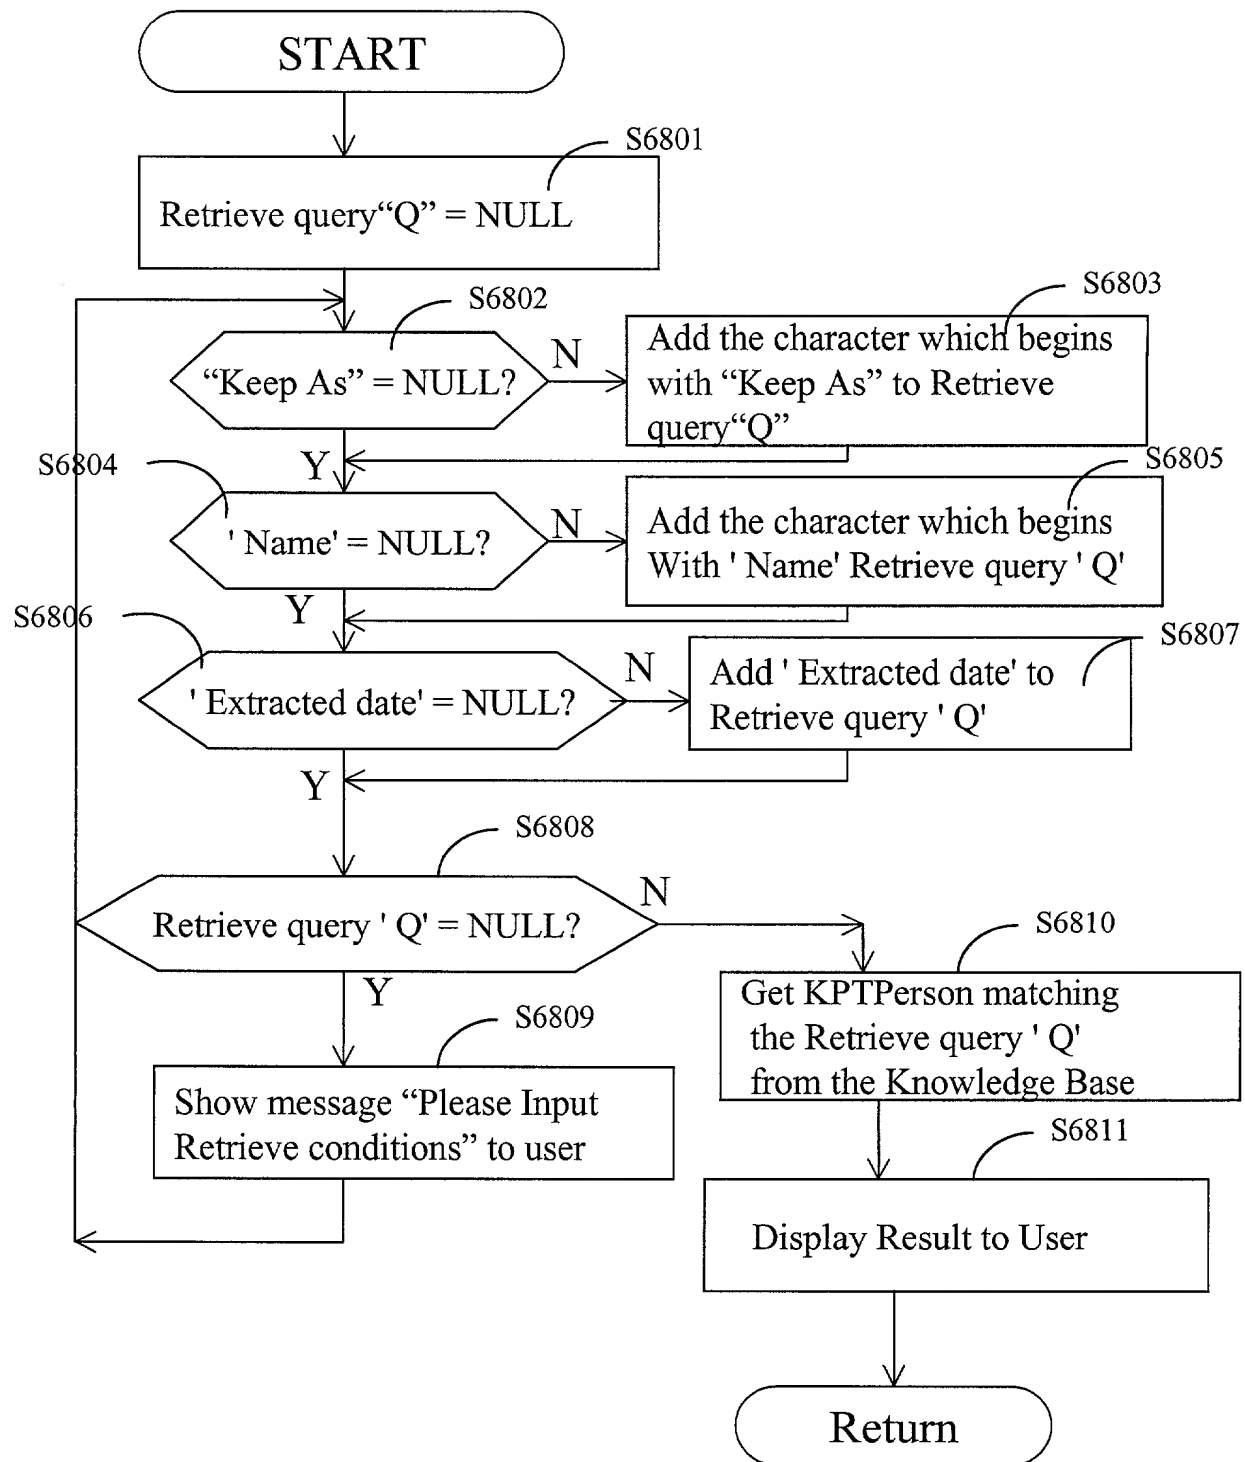 START
S6801
Retrieve query“Q” = NULL
S6802
“Keep As” = NULL?
N
S6803
Add the character which begins
with “Keep As” to Retrieve
query“Q”
Y
S6804
' Name' = NULL?
N
S6805
Add the character which begins
With ' Name' Retrieve query ' Q'
Y
S6806
' Extracted date' = NULL?
N
S6807
Add ' Extracted date' to
Retrieve query ' Q'
Y
S6808
Retrieve query ' Q' = NULL?
N
Y
S6809
Show message “Please Input
Retrieve conditions” to user
S6810
Get KPTPerson matching
the Retrieve query ' Q'
from the Knowledge Base
S6811
Display Result to User
Return